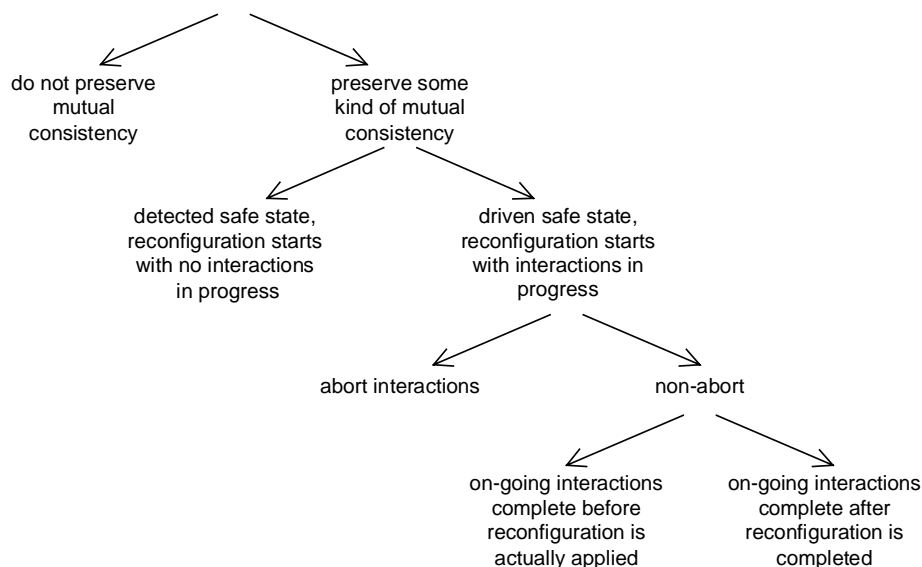 do not preserve
mutual
consistency
preserve some
kind of mutual
consistency
detected safe state,
reconfiguration starts
with no interactions
in progress
driven safe state,
reconfiguration starts
with interactions in
progress
abort interactions
non-abort
on-going interactions
complete before
reconfiguration is
actually applied
on-going interactions
complete after
reconfiguration is
completed